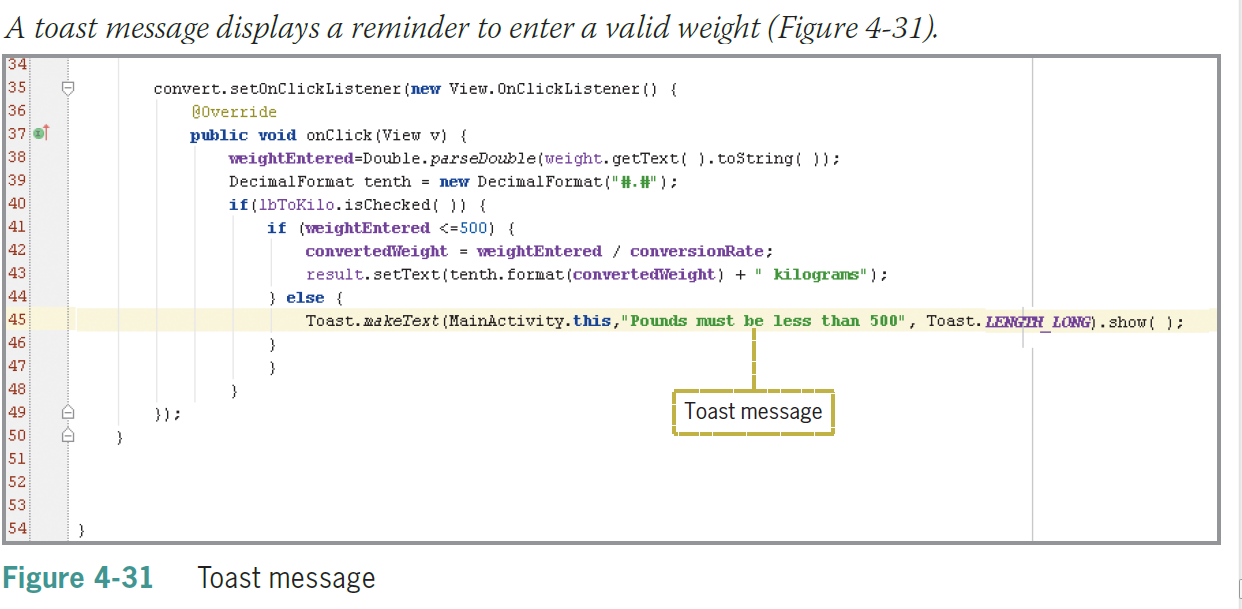 A toast message displays a reminder to enter a valid weight (Figure 4-31).
34
35 convert.setOnClickListener(new View.OnClickListener() {
36 @Override
37 public void onClick(View v) {
38 weightEntered=Double.parseDouble(weight.getText( ).toString( ));
39 DecimalFormat tenth = new DecimalFormat("#.#");
40 if(lbToKilo.isChecked( )) {
41 if (weightEntered <=500) {
42 convertedWeight = weightEntered / conversionRate;
43 result.setText(tenth.format(convertedWeight) + " kilograms");
44 } else {
45 Toast.makeText(MainActivity.this,"Pounds must be less than 500", Toast.LENGTH_LONG).show( );
46 }
47 }
48 }
Toast message
49 });
50 }
51
52
53
54 }
Figure 4-31 Toast message